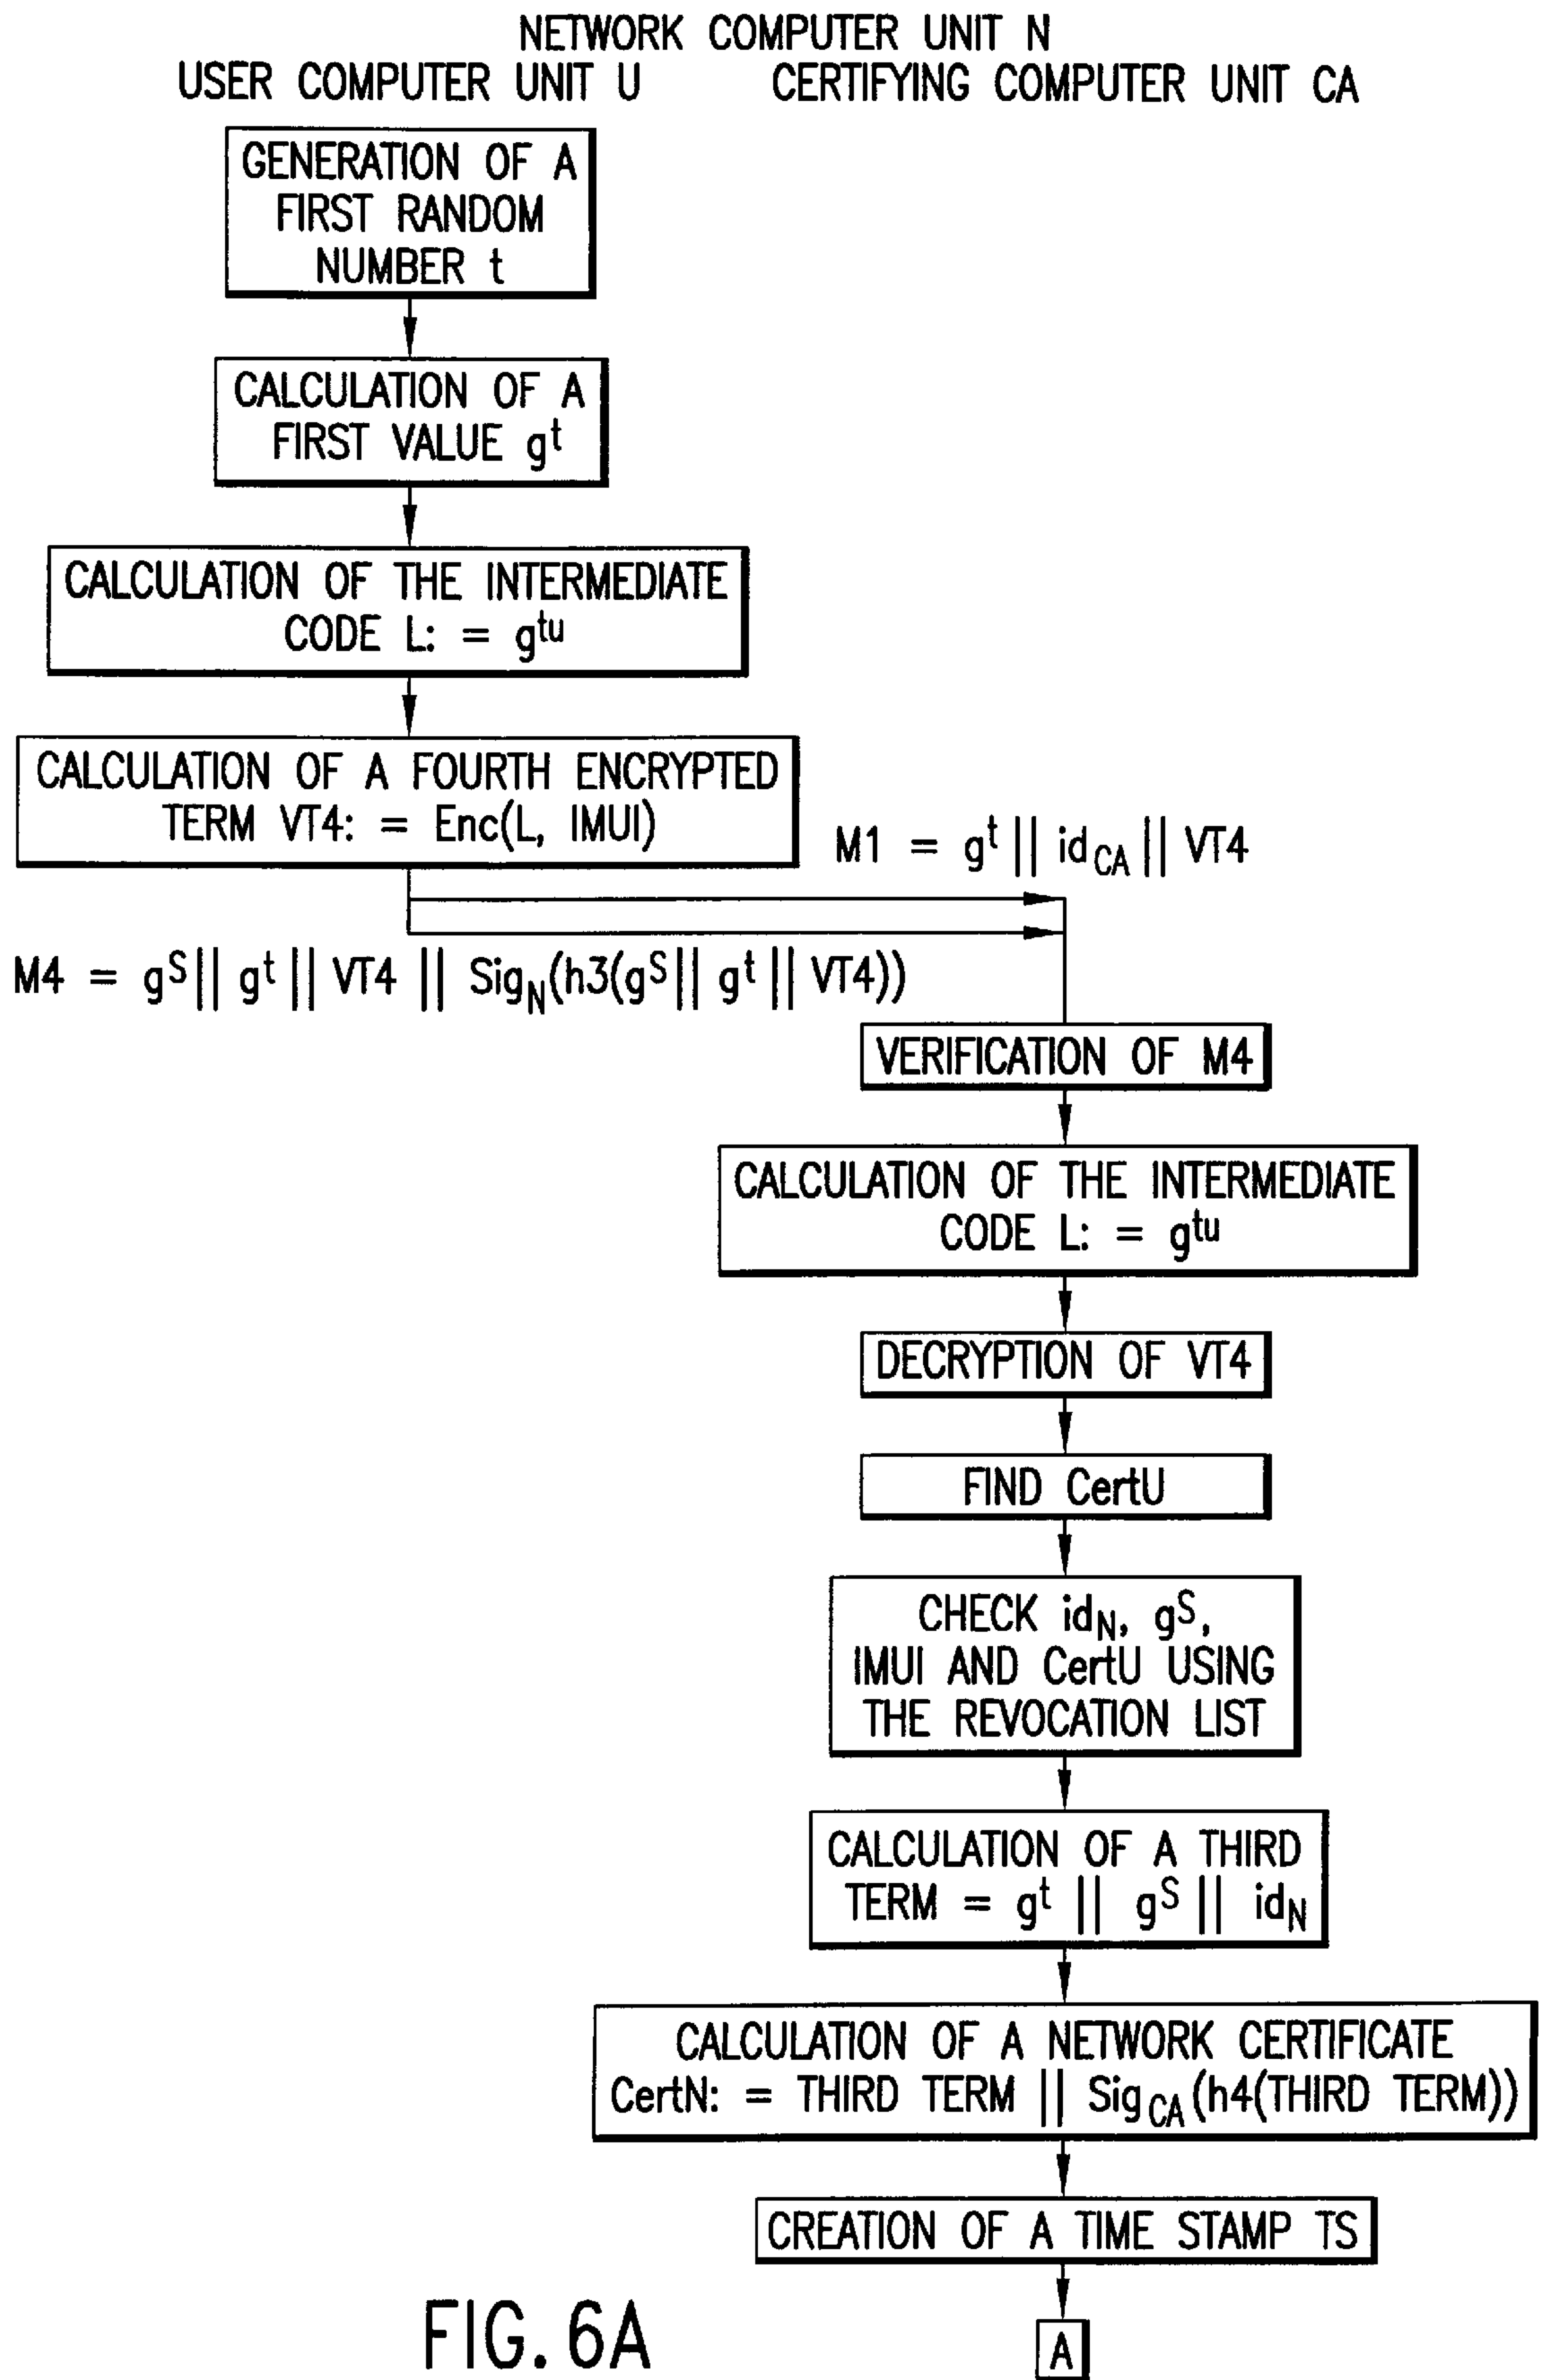 NETWORK COMPUTER UNIT N
USER COMPUTER UNIT U CERTIFYING COMPUTER UNIT CA
GENERATION OF A
FIRST RANDOM
NUMBER t
CALCULATION OF A
FIRST VALUE g^t
CALCULATION OF THE INTERMEDIATE
CODE L: = g^tu
CALCULATION OF A FOURTH ENCRYPTED
TERM VT4: = Enc(L, IMUI)
M1 = g^t || id_CA || VT4
M4 = g^S || g^t || VT4 || Sig_N(h3(g^S || g^t || VT4))
VERIFICATION OF M4
CALCULATION OF THE INTERMEDIATE
CODE L: = g^tu
DECRYPTION OF VT4
FIND CertU
CHECK id_N, g^S,
IMUI AND CertU USING
THE REVOCATION LIST
CALCULATION OF A THIRD
TERM = g^t || g^S || id_N
CALCULATION OF A NETWORK CERTIFICATE
CertN: = THIRD TERM || Sig_CA(h4(THIRD TERM))
CREATION OF A TIME STAMP TS
A
FIG. 6A